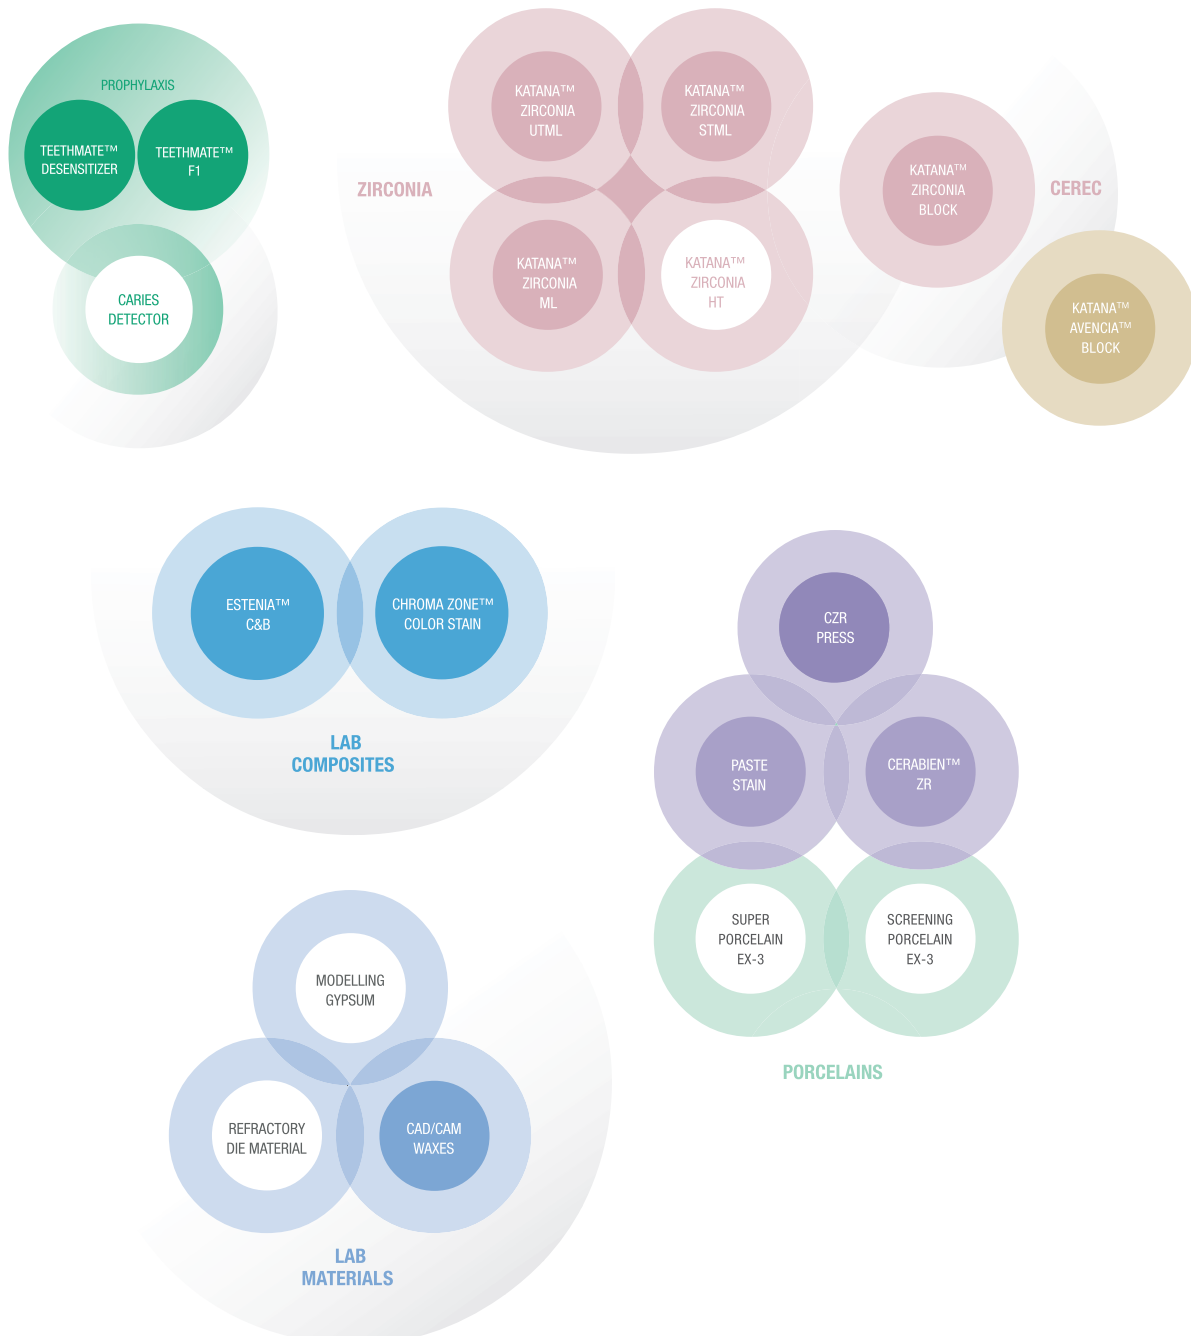 PROPHYLAXIS
TEETHMATE™
DESENSITIZER
TEETHMATE™
F1
CARIES
DETECTOR
KATANA™
ZIRCONIA
UTML
KATANA™
ZIRCONIA
STML
ZIRCONIA
KATANA™
ZIRCONIA
ML
KATANA™
ZIRCONIA
HT
KATANA™
ZIRCONIA
BLOCK
CEREC
KATANA™
AVENCIA™
BLOCK
ESTENIA™
C&B
CHROMA ZONE™
COLOR STAIN
LAB
COMPOSITES
CZR
PRESS
PASTE
STAIN
CERABIEN™
ZR
SUPER
PORCELAIN
EX-3
SCREENING
PORCELAIN
EX-3
PORCELAINS
MODELLING
GYPSUM
REFRACTORY
DIE MATERIAL
CAD/CAM
WAXES
LAB
MATERIALS